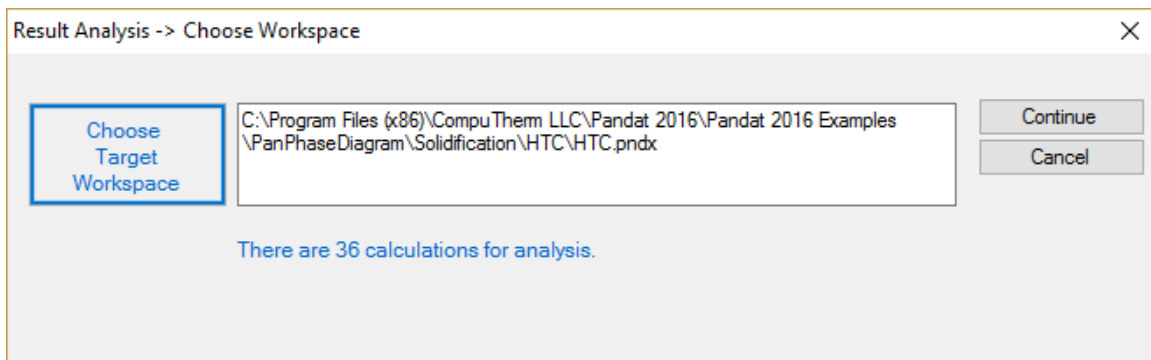 Result Analysis -> Choose Workspace
Choose
Target
Workspace
C:\Program Files (x86)\CompuTherm LLC\Pandat 2016\Pandat 2016 Examples
\PanPhaseDiagram\Solidification\HTC\HTC.pndx
Continue
Cancel
There are 36 calculations for analysis.